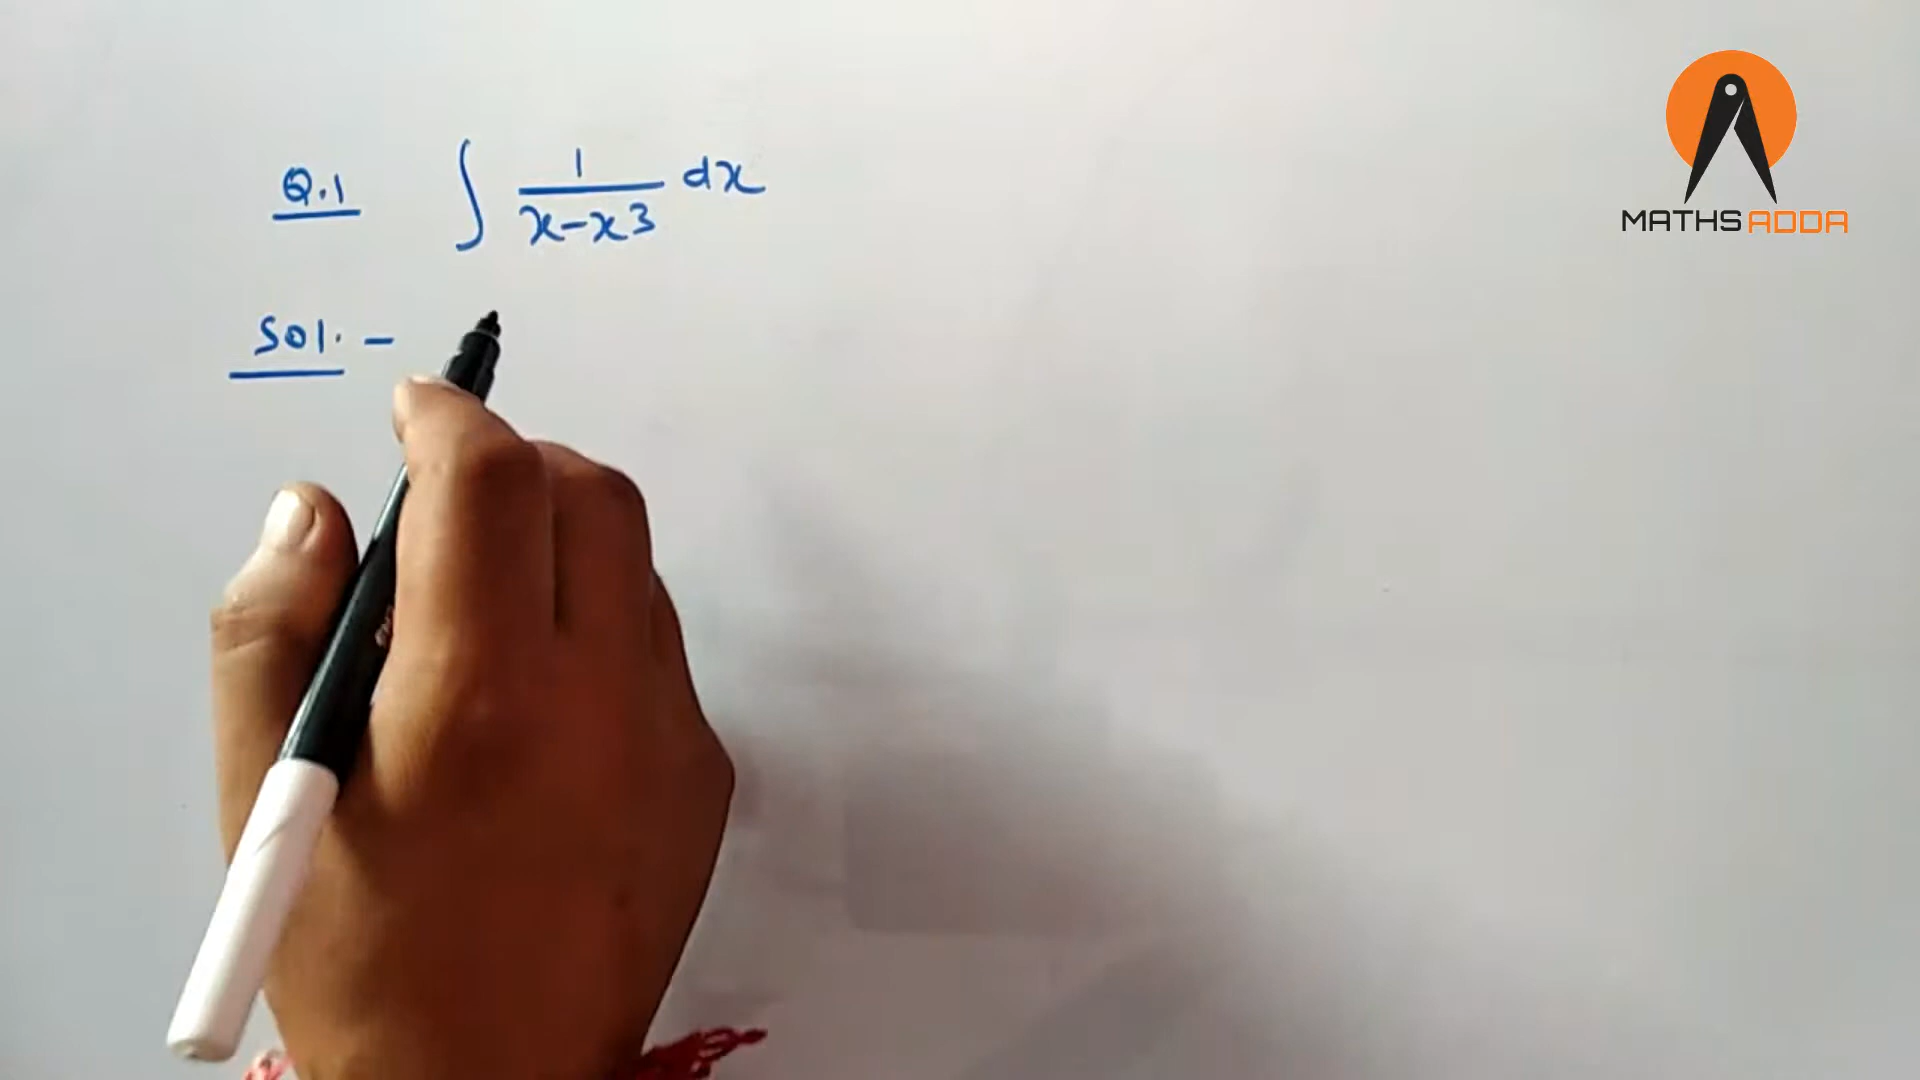 Q.1 ∫ 1/(x-x3) dx
Sol. -
MATHS ADDA